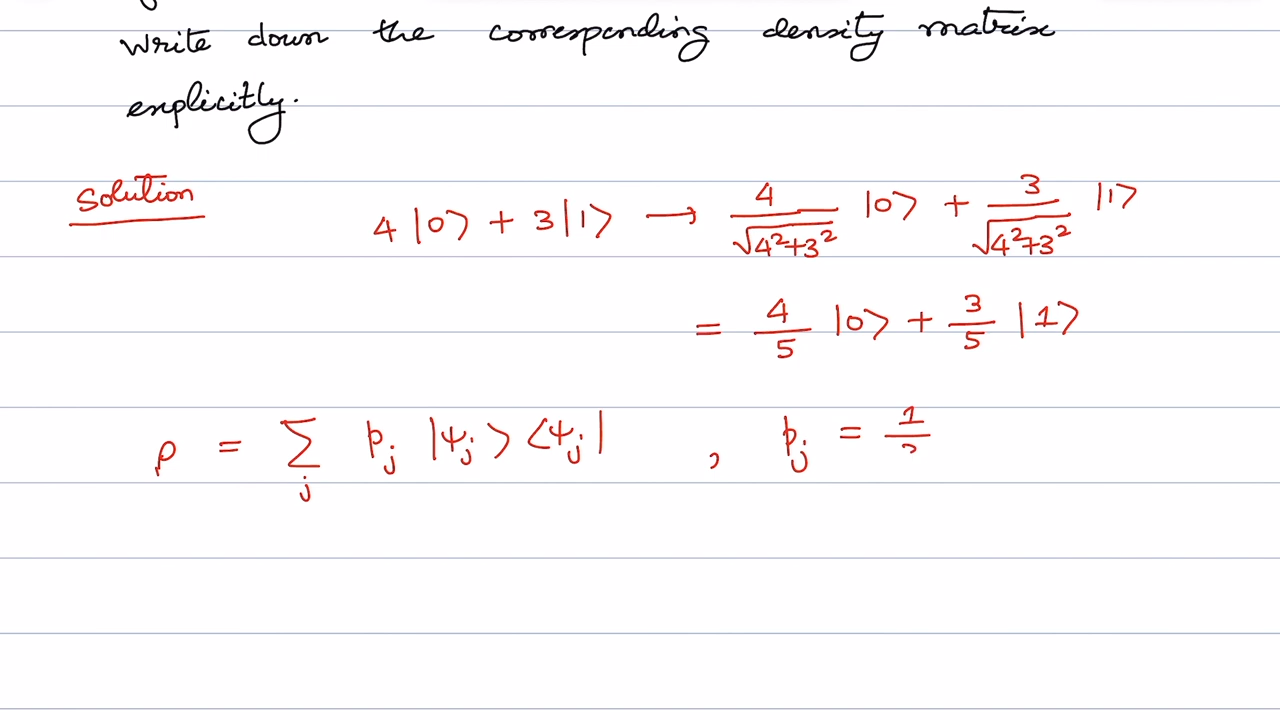 Write down the corresponding density matrix
explicitly.
Solution
4 |0⟩ + 3 |1⟩ → 4/√4²+3² |0⟩ + 3/√4²+3² |1⟩
= 4/5 |0⟩ + 3/5 |1⟩
ρ = Σ_j p_j |ψ_j⟩ ⟨ψ_j| , p_j = 1/